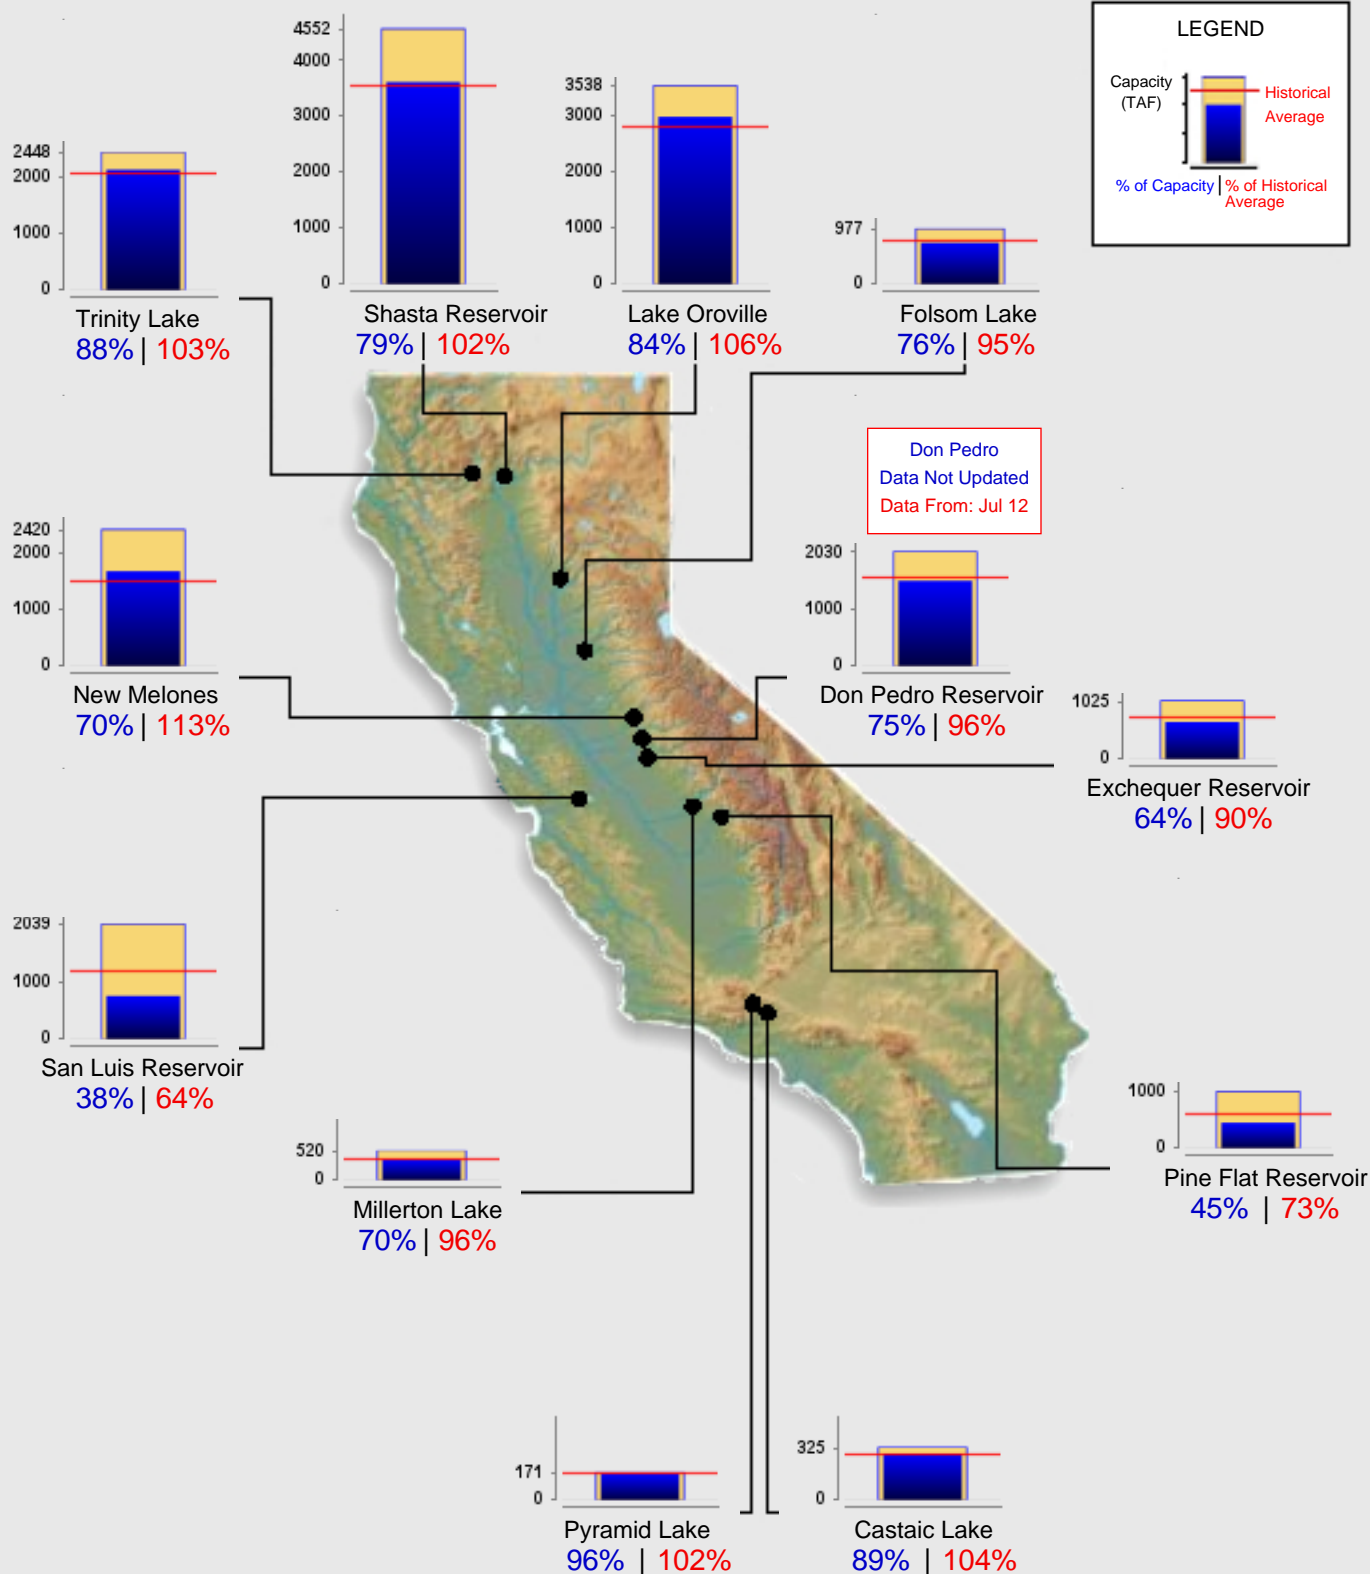 LEGEND
Capacity
(TAF)
Historical
Average
% of Capacity | % of Historical
Average
4552
4000
3000
2000
1000
0
Shasta Reservoir
79% | 102%
3538
3000
2000
1000
0
Lake Oroville
84% | 106%
2448
2000
1000
0
Trinity Lake
88% | 103%
977
0
Folsom Lake
76% | 95%
Don Pedro
Data Not Updated
Data From: Jul 12
2420
2000
1000
0
New Melones
70% | 113%
2030
1000
0
Don Pedro Reservoir
75% | 96%
1025
0
Exchequer Reservoir
64% | 90%
2039
1000
0
San Luis Reservoir
38% | 64%
520
0
Millerton Lake
70% | 96%
1000
0
Pine Flat Reservoir
45% | 73%
171
0
Pyramid Lake
96% | 102%
325
0
Castaic Lake
89% | 104%